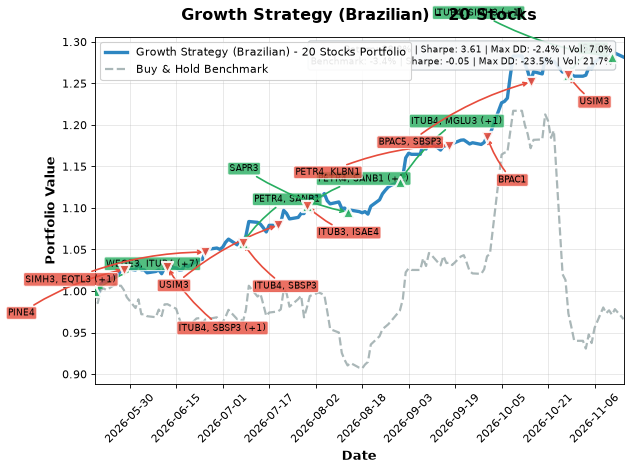 Growth Strategy (Brazilian) - 20 Stocks
Growth Strategy (Brazilian) - 20 Stocks Portfolio
Buy & Hold Benchmark
| Sharpe: 3.61 | Max DD: -2.4% | Vol: 7.0%
Benchmark: -3.4% | Sharpe: -0.05 | Max DD: -23.5% | Vol: 21.7%
USIM3
ITUB4, MGLU3 (+1)
BPAC5, SBSP3
BPAC1
PETR4, KLBN1
SAPR3
PETR4, SANB1
PETR4, SANB1
ITUB3, ISAE4
ITUB4
SIMH3, EQTL3 (+1)
USIM3
ITUB4, SBSP3
PINE4
ITUB4, SBSP3 (+1)
Portfolio Value
1.30
1.25
1.20
1.15
1.10
1.05
1.00
0.95
0.90
2026-05-30
2026-06-15
2026-07-01
2026-07-17
2026-08-02
2026-08-18
2026-09-03
2026-09-19
2026-10-05
2026-10-21
2026-11-06
Date